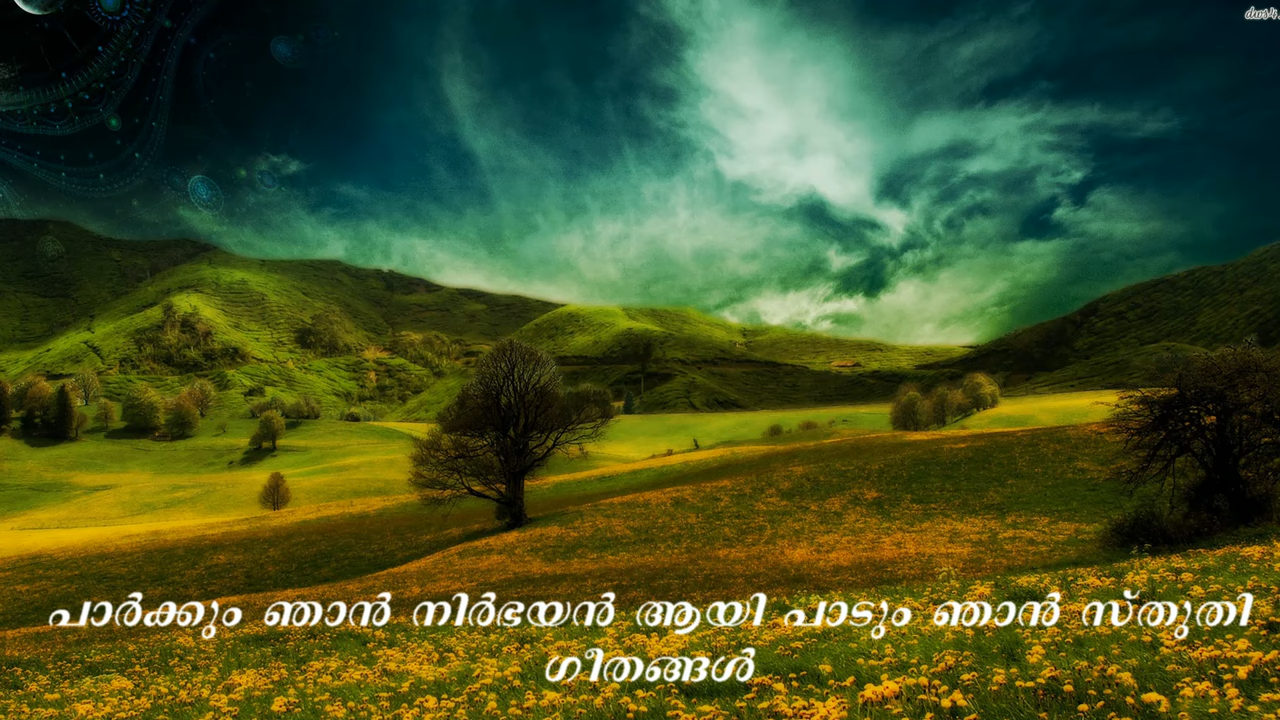 പാർക്കും ഞാൻ നിർഭയൻ ആയി പാടും ഞാൻ സ്തുതി
ഗീതങ്ങൾ